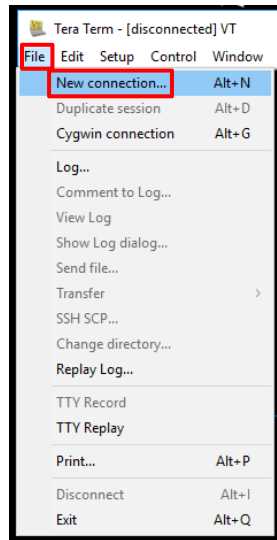 Tera Term - [disconnected] VT
File Edit Setup Control Window
New connection... Alt+N
Duplicate session Alt+D
Cygwin connection Alt+G
Log...
Comment to Log...
View Log
Show Log dialog...
Send file...
Transfer >
SSH SCP...
Change directory...
Replay Log...
TTY Record
TTY Replay
Print... Alt+P
Disconnect Alt+I
Exit Alt+Q